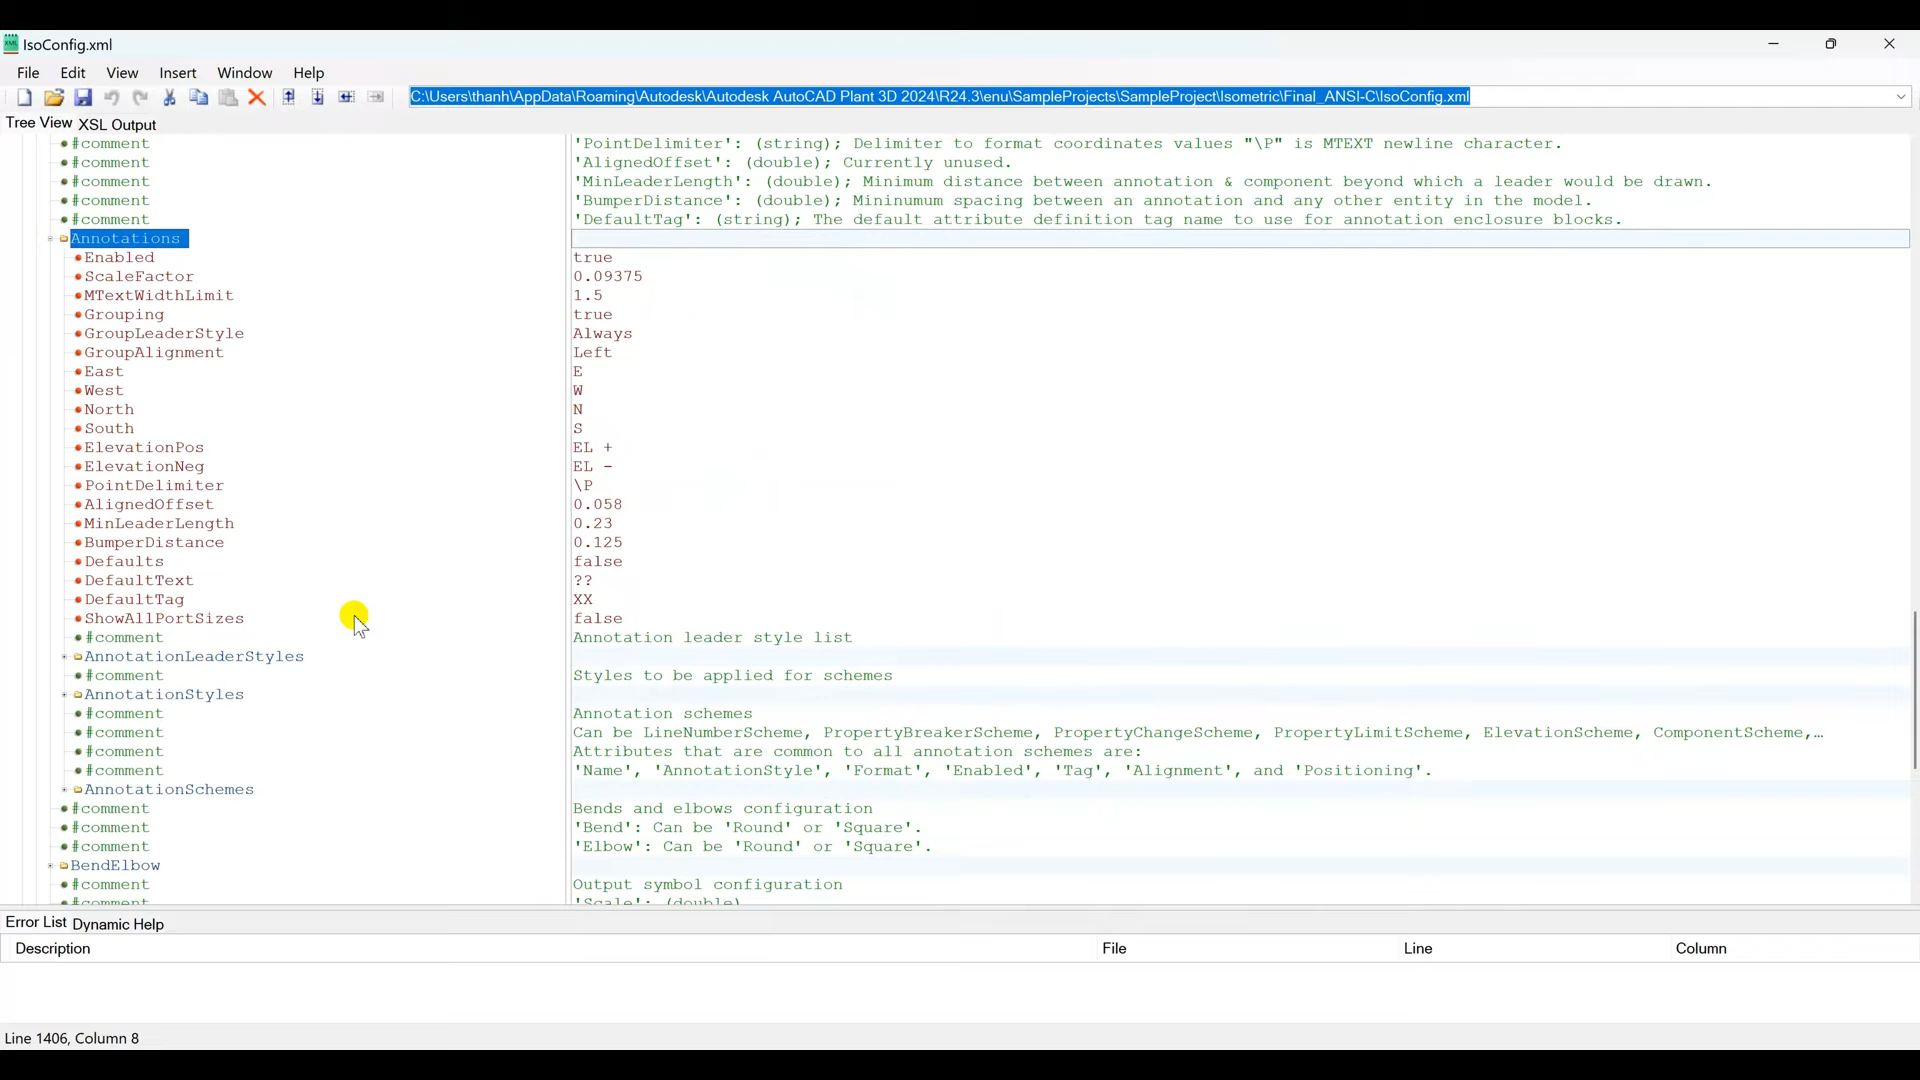 IsoConfig.xml
File Edit View Insert Window Help
C:\Users\thanh\AppData\Roaming\Autodesk\Autodesk AutoCAD Plant 3D 2024\R24.3\enu\SampleProjects\SampleProject\Isometric\Final_ANSI-C\IsoConfig.xml
Tree View XSL Output
#comment 'PointDelimiter': (string); Delimiter to format coordinates values "\P" is MTEXT newline character.
#comment 'AlignedOffset': (double); Currently unused.
#comment 'MinLeaderLength': (double); Minimum distance between annotation & component beyond which a leader would be drawn.
#comment 'BumperDistance': (double); Mininumum spacing between an annotation and any other entity in the model.
#comment 'DefaultTag': (string); The default attribute definition tag name to use for annotation enclosure blocks.
Annotations
Enabled true
ScaleFactor 0.09375
MTextWidthLimit 1.5
Grouping true
GroupLeaderStyle Always
GroupAlignment Left
East E
West W
North N
South S
ElevationPos EL +
ElevationNeg EL -
PointDelimiter \P
AlignedOffset 0.058
MinLeaderLength 0.23
BumperDistance 0.125
Defaults false
DefaultText ??
DefaultTag XX
ShowAllPortSizes false
#comment Annotation leader style list
AnnotationLeaderStyles
#comment Styles to be applied for schemes
AnnotationStyles
#comment Annotation schemes
#comment Can be LineNumberScheme, PropertyBreakerScheme, PropertyChangeScheme, PropertyLimitScheme, ElevationScheme, ComponentScheme,...
#comment Attributes that are common to all annotation schemes are:
#comment 'Name', 'AnnotationStyle', 'Format', 'Enabled', 'Tag', 'Alignment', and 'Positioning'.
AnnotationSchemes
#comment Bends and elbows configuration
#comment 'Bend': Can be 'Round' or 'Square'.
#comment 'Elbow': Can be 'Round' or 'Square'.
BendElbow
#comment Output symbol configuration
#comment 'Scale': (double)
Error List Dynamic Help
Description File Line Column
Line 1406, Column 8